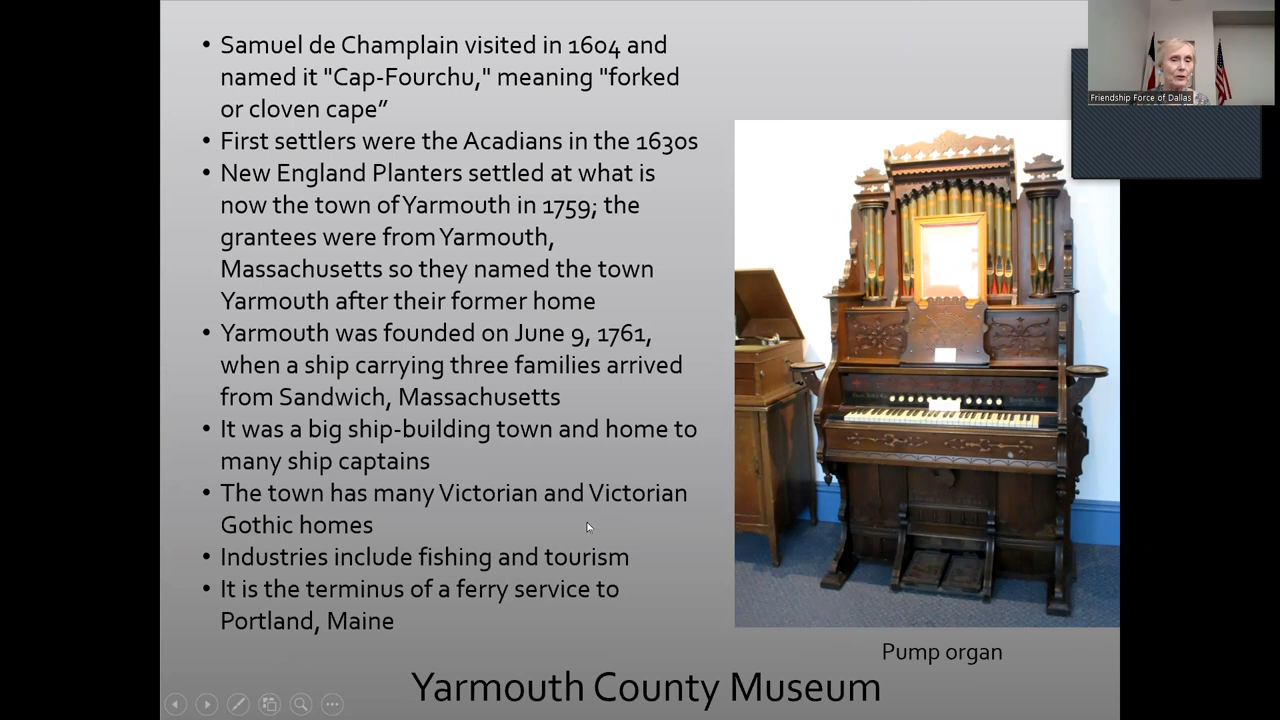 • Samuel de Champlain visited in 1604 and
named it "Cap-Fourchu," meaning "forked
or cloven cape”
• First settlers were the Acadians in the 1630s
• New England Planters settled at what is
now the town of Yarmouth in 1759; the
grantees were from Yarmouth,
Massachusetts so they named the town
Yarmouth after their former home
• Yarmouth was founded on June 9, 1761,
when a ship carrying three families arrived
from Sandwich, Massachusetts
• It was a big ship-building town and home to
many ship captains
• The town has many Victorian and Victorian
Gothic homes
• Industries include fishing and tourism
• It is the terminus of a ferry service to
Portland, Maine
Friendship Force of Dallas
Pump organ
Yarmouth County Museum